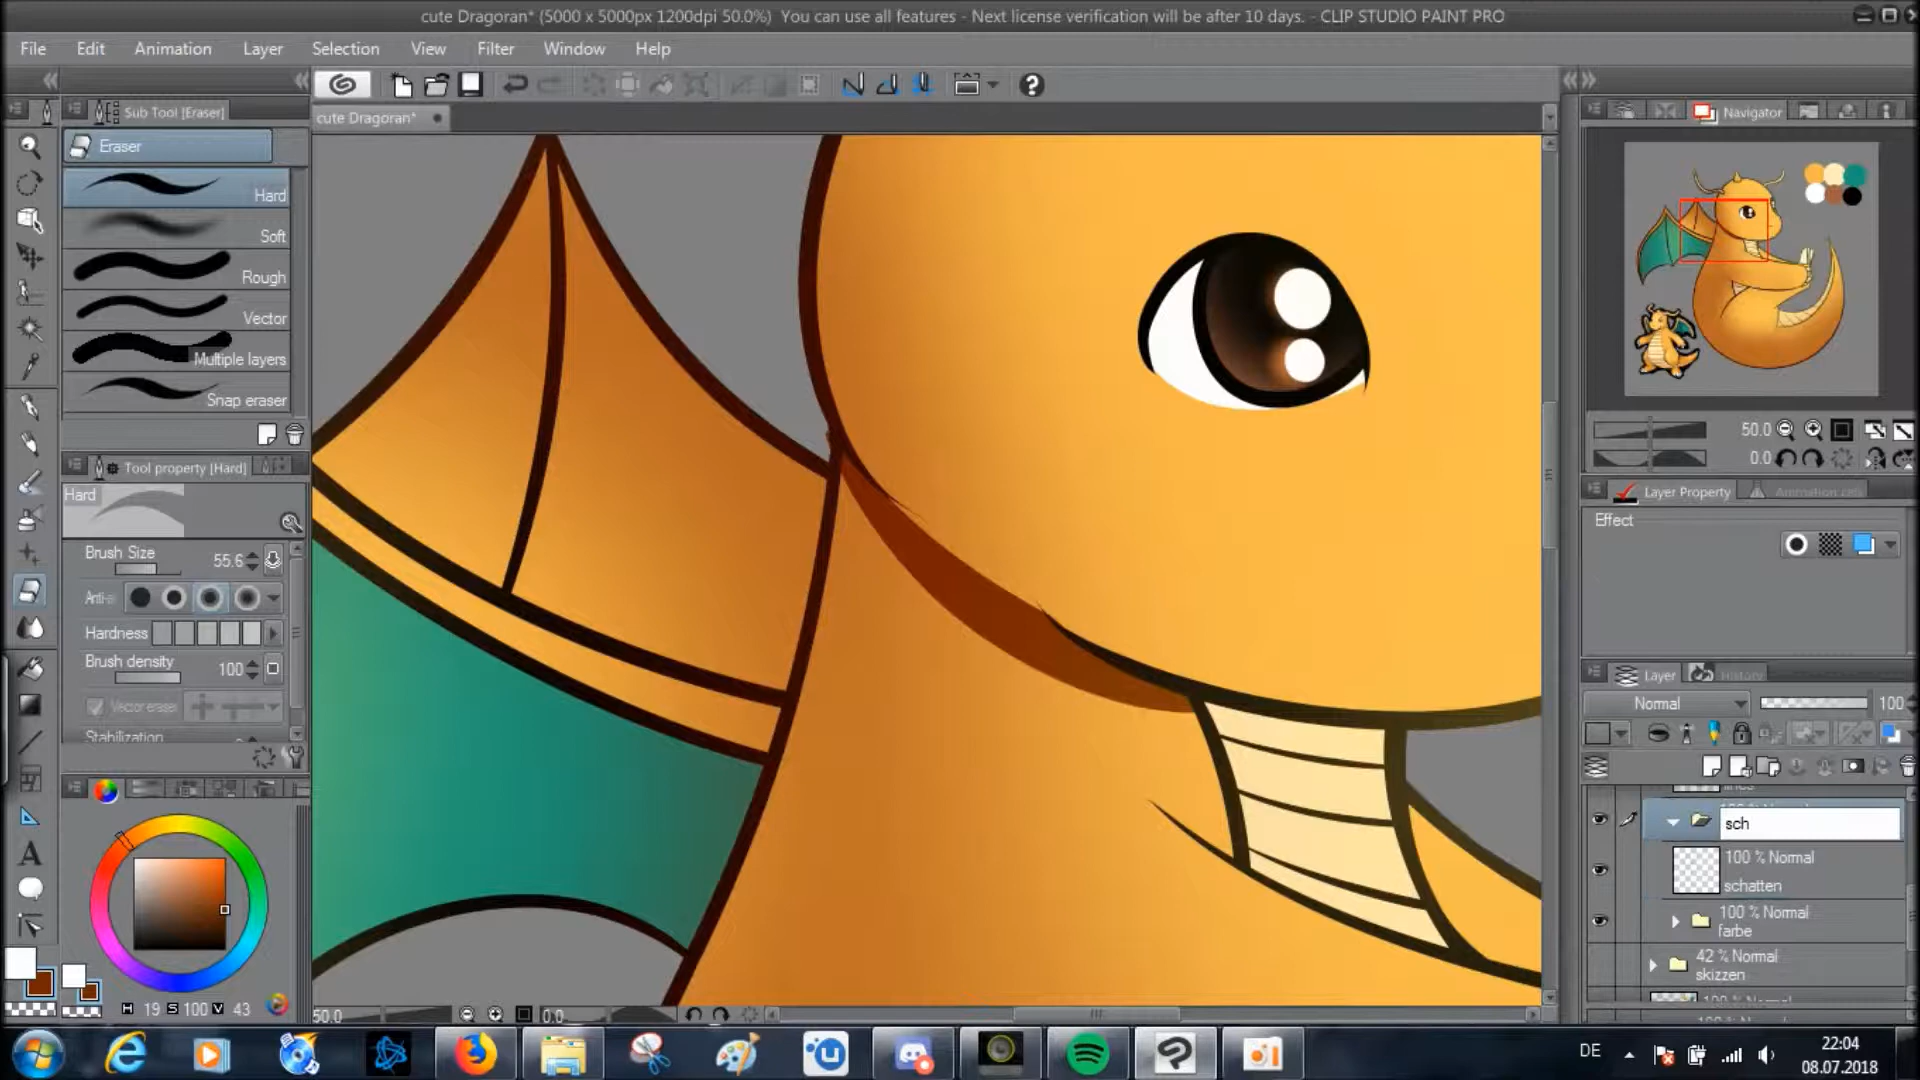 cute Dragoran* (5000 x 5000px 1200dpi 50.0%) You can use all features - Next license verification will be after 10 days. - CLIP STUDIO PAINT PRO
File Edit Animation Layer Selection View Filter Window Help
Sub Tool [Eraser]
cute Dragoran*
Navigator
Eraser
Hard
Soft
Rough
Vector
Multiple layers
Snap eraser
Tool property [Hard]
Hard
Brush Size 55.6
Anti-a
Hardness
Brush density 100
Vector eraser
Stabilization
H 19 S 100 V 43
50.0 0.0
50.0
0.0
Layer Property
Effect
Layer History
Normal 100
sch
100 % Normal
schatten
100 % Normal
farbe
42 % Normal
skizzen
DE
22:04
08.07.2018